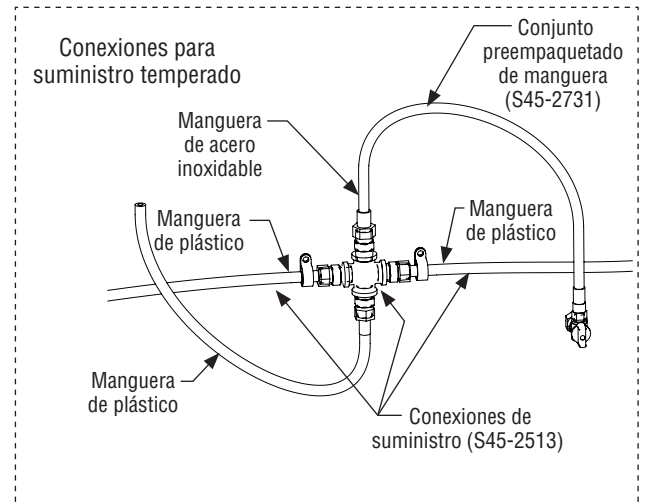 Conexiones para
suministro temperado
Conjunto
preempaquetado
de manguera
(S45-2731)
Manguera
de acero
inoxidable
Manguera
de plástico
Manguera
de plástico
Manguera
de plástico
Conexiones de
suministro (S45-2513)